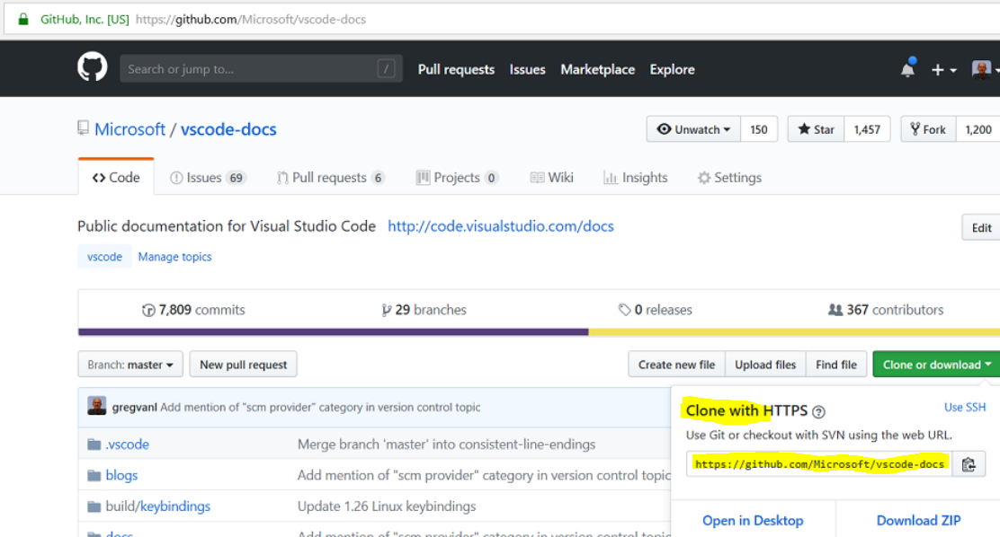 GitHub, Inc. [US] https://github.com/Microsoft/vscode-docs
Search or jump to... / Pull requests Issues Marketplace Explore
Microsoft / vscode-docs Unwatch 150 Star 1,457 Fork 1,200
Code Issues 69 Pull requests 6 Projects 0 Wiki Insights Settings
Public documentation for Visual Studio Code http://code.visualstudio.com/docs Edit
vscode Manage topics
7,809 commits 29 branches 0 releases 367 contributors
Branch: master New pull request Create new file Upload files Find file Clone or download
gregvanl Add mention of "scm provider" category in version control topic
Clone with HTTPS ? Use SSH
Use Git or checkout with SVN using the web URL.
https://github.com/Microsoft/vscode-docs
Open in Desktop Download ZIP
.vscode Merge branch 'master' into consistent-line-endings
blogs Add mention of "scm provider" category in version control topic
build/keybindings Update 1.26 Linux keybindings
docs Add mention of "scm provider" category in version control topic